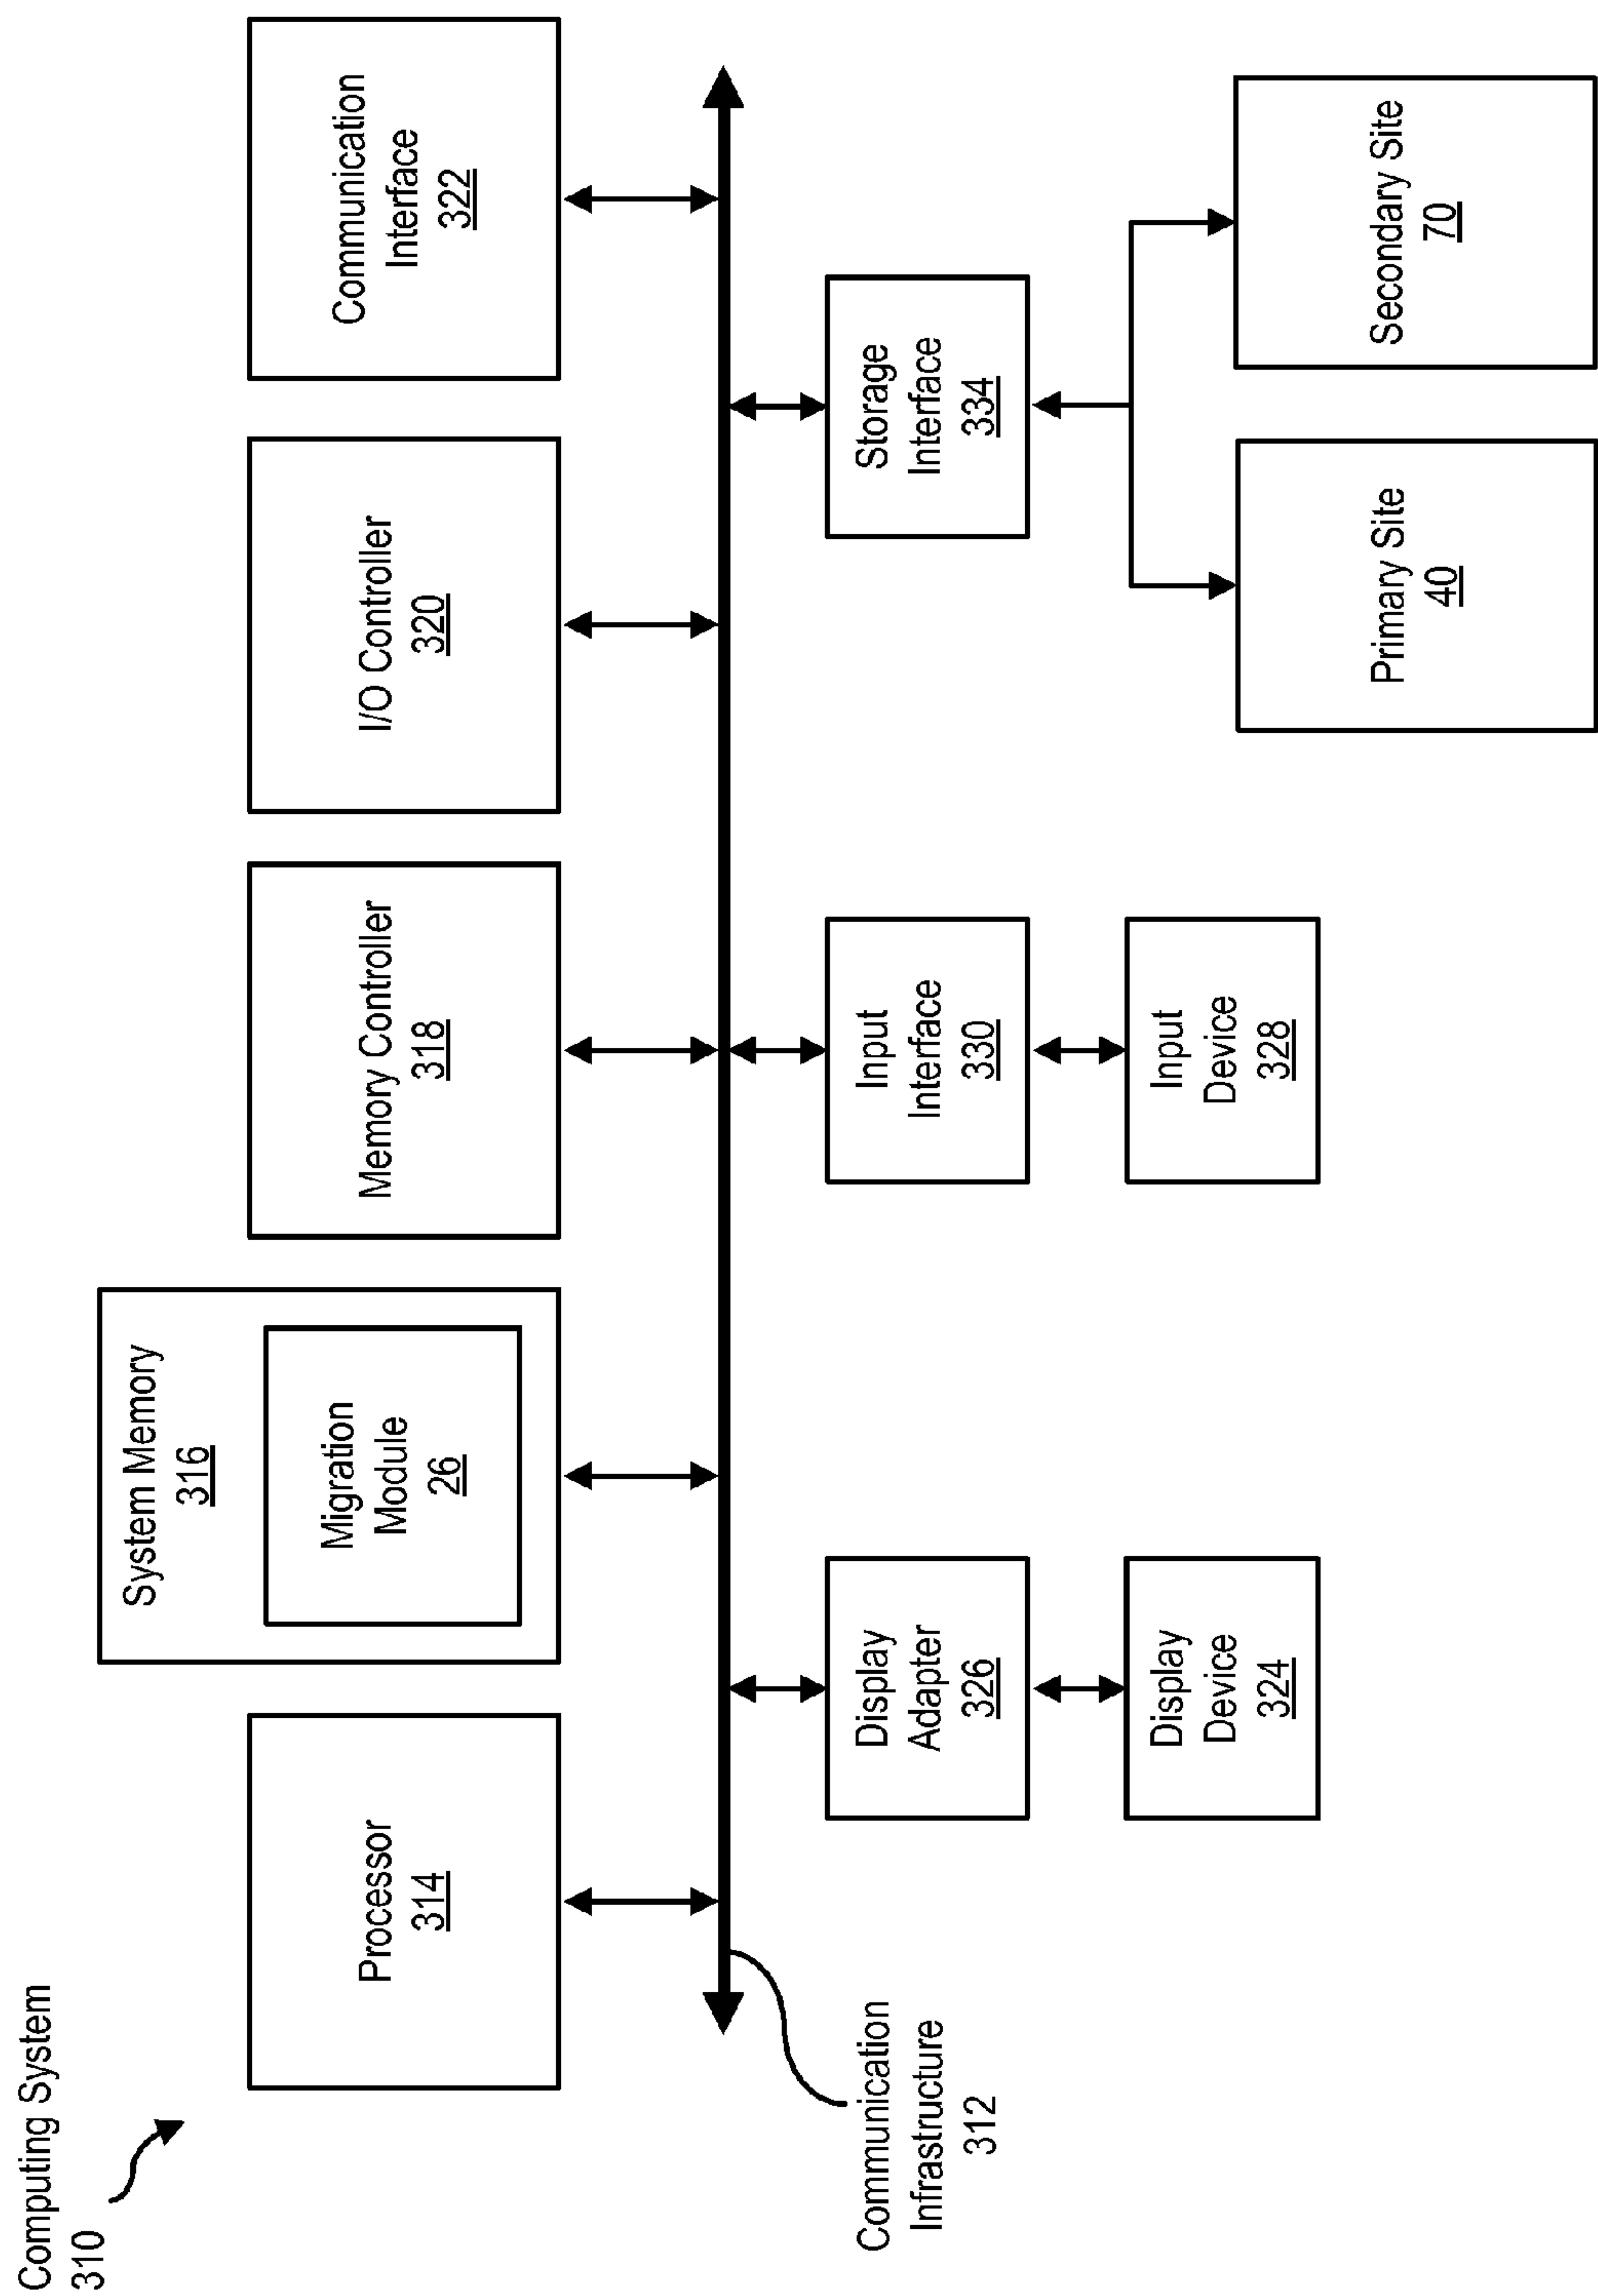 Computing System
310
Processor
314
System Memory
316
Migration
Module
26
Memory Controller
318
I/O Controller
320
Communication
Interface
322
Communication
Infrastructure
312
Display
Adapter
326
Input
Interface
330
Storage
Interface
334
Display
Device
324
Input
Device
328
Primary Site
40
Secondary Site
70